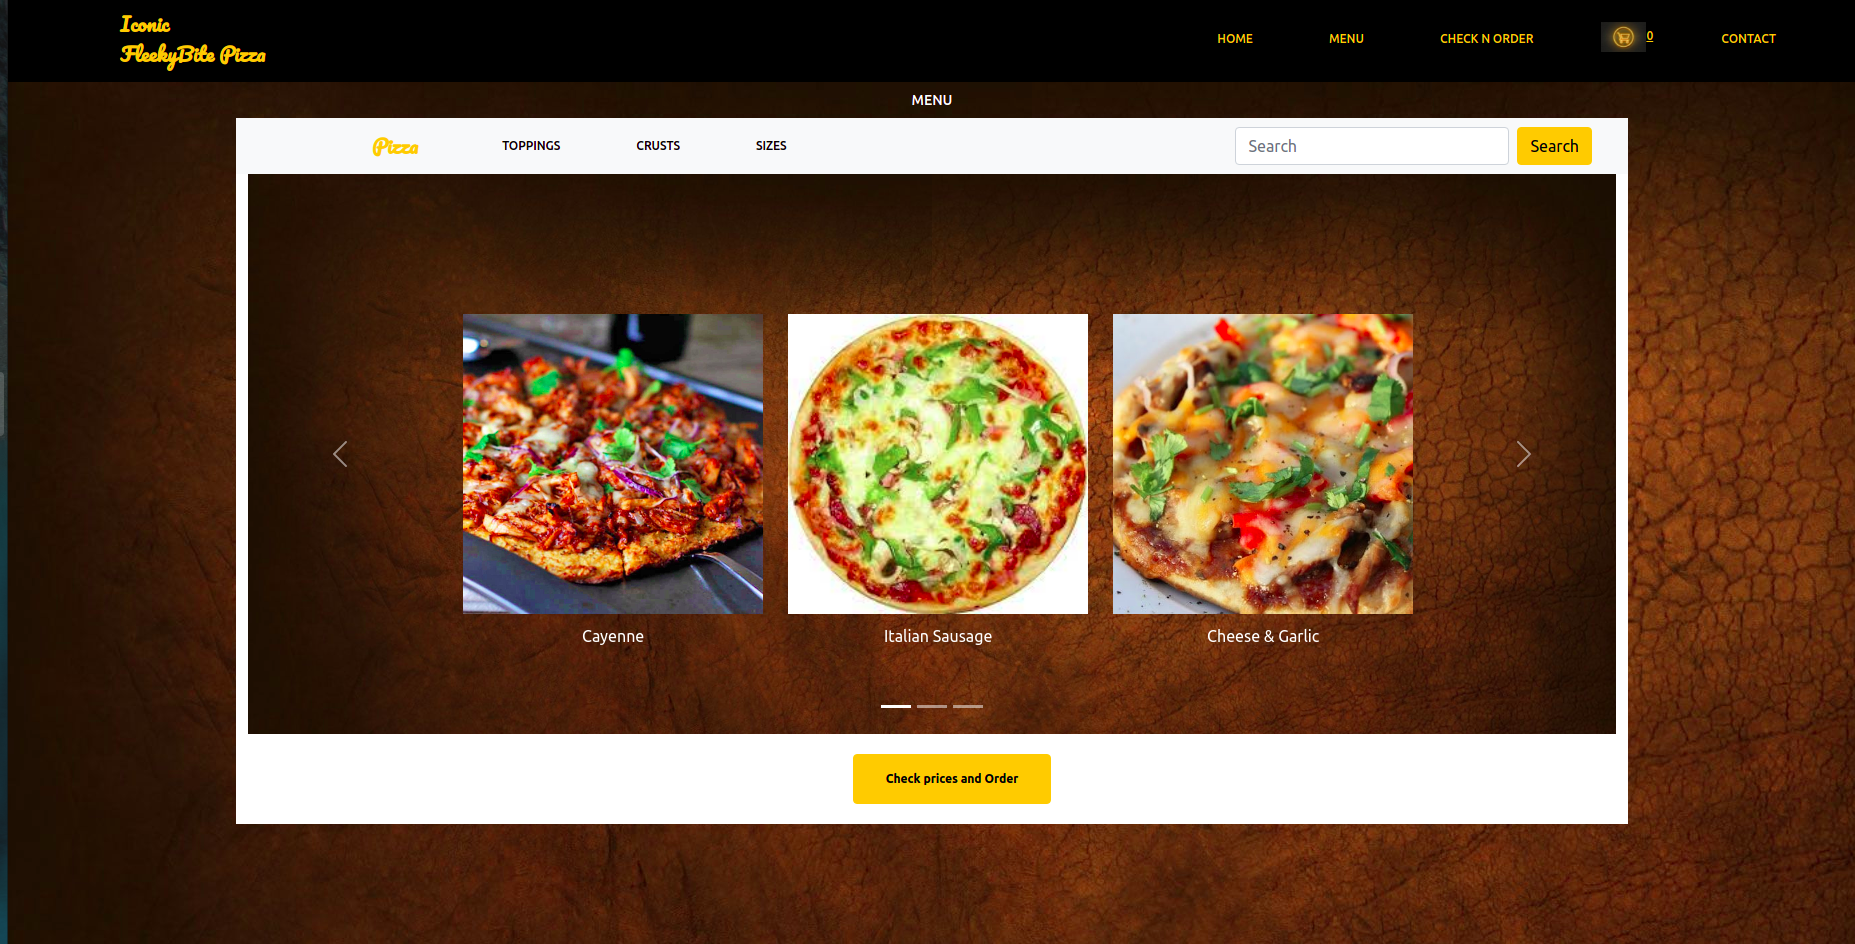 Iconic
FleekyBite Pizza
HOME
MENU
CHECK N ORDER
0
CONTACT
MENU
Pizza
TOPPINGS
CRUSTS
SIZES
Search
Search
Cayenne
Italian Sausage
Cheese & Garlic
Check prices and Order